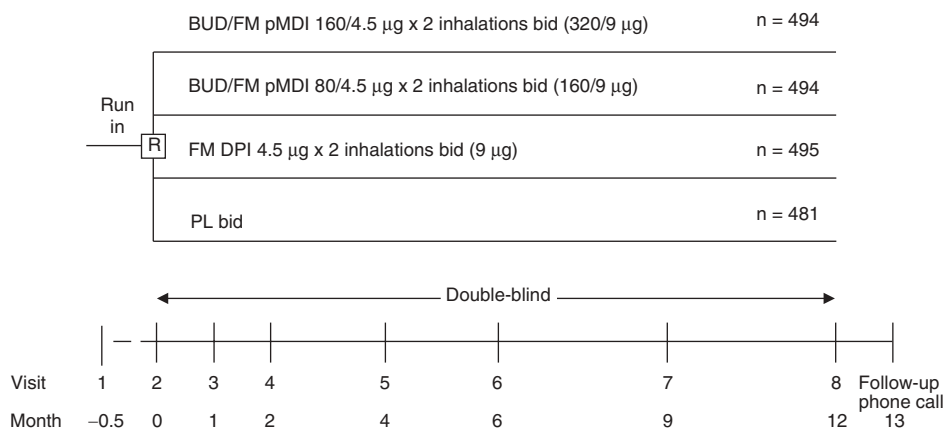 BUD/FM pMDI 160/4.5 μg x 2 inhalations bid (320/9 μg) n = 494
BUD/FM pMDI 80/4.5 μg x 2 inhalations bid (160/9 μg) n = 494
Run
in
R
FM DPI 4.5 μg x 2 inhalations bid (9 μg) n = 495
PL bid n = 481
Double-blind
Visit 1 2 3 4 5 6 7 8 Follow-up
phone call
Month –0.5 0 1 2 4 6 9 12 13